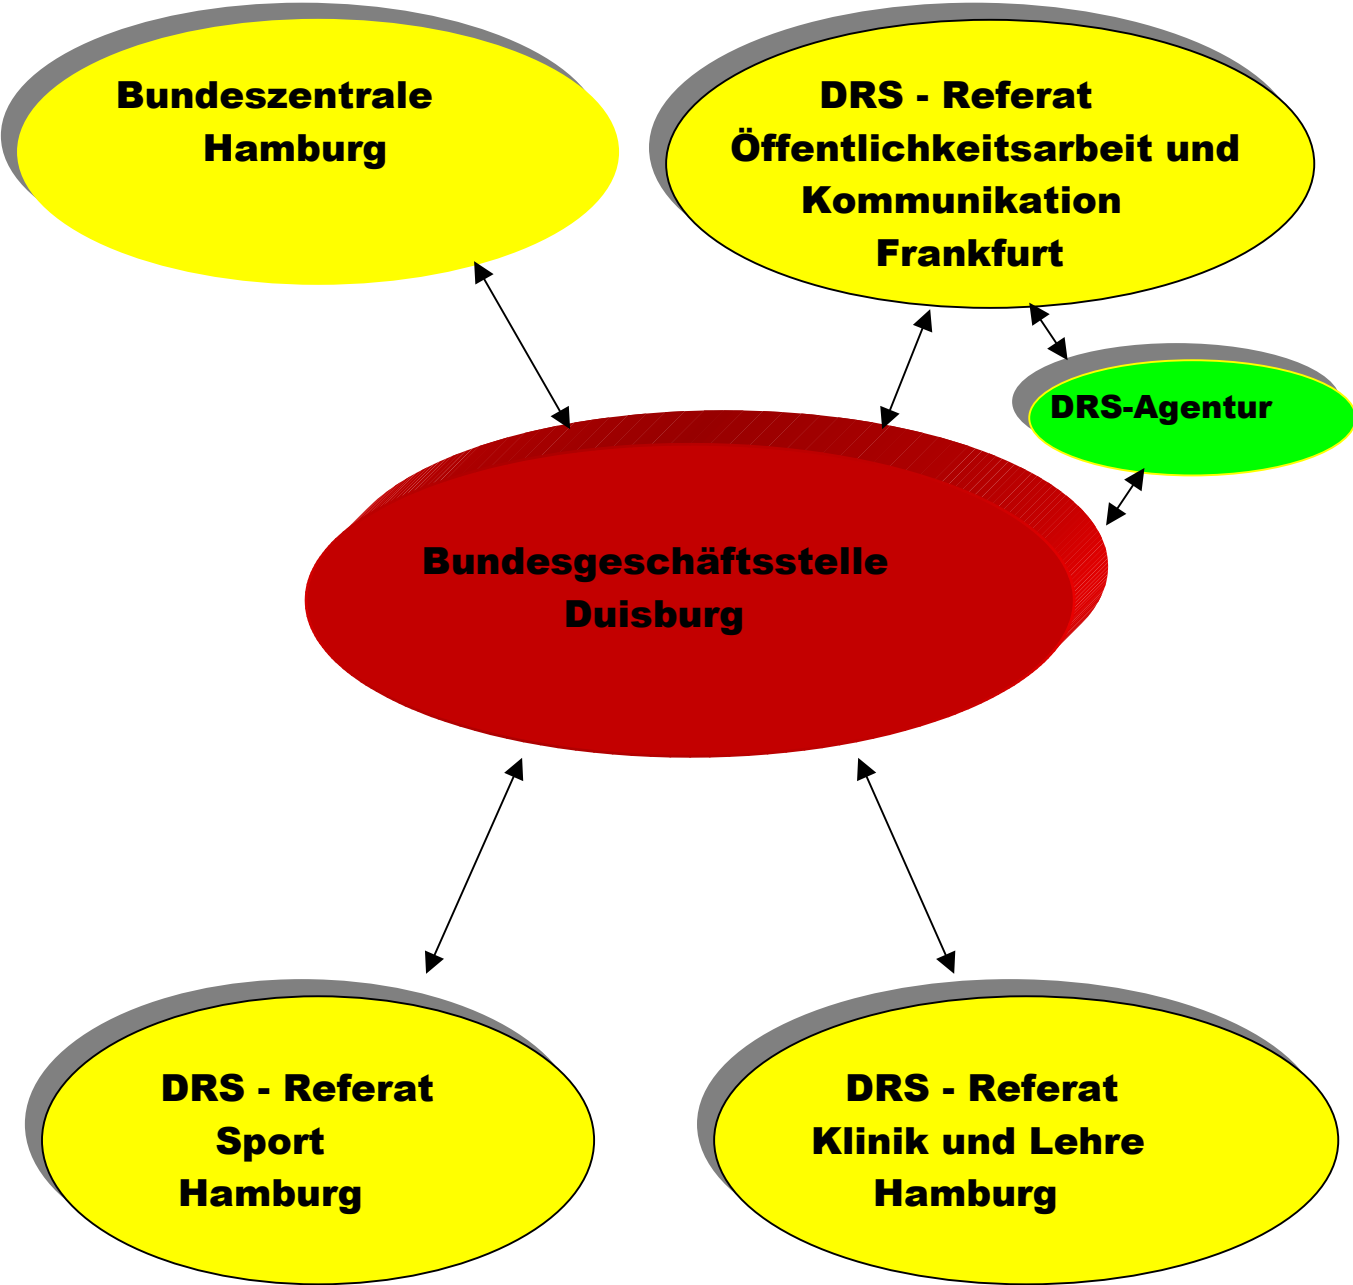 Bundeszentrale
Hamburg
DRS - Referat
Öffentlichkeitsarbeit und
Kommunikation
Frankfurt
DRS-Agentur
Bundesgeschäftsstelle
Duisburg
DRS - Referat
Sport
Hamburg
DRS - Referat
Klinik und Lehre
Hamburg